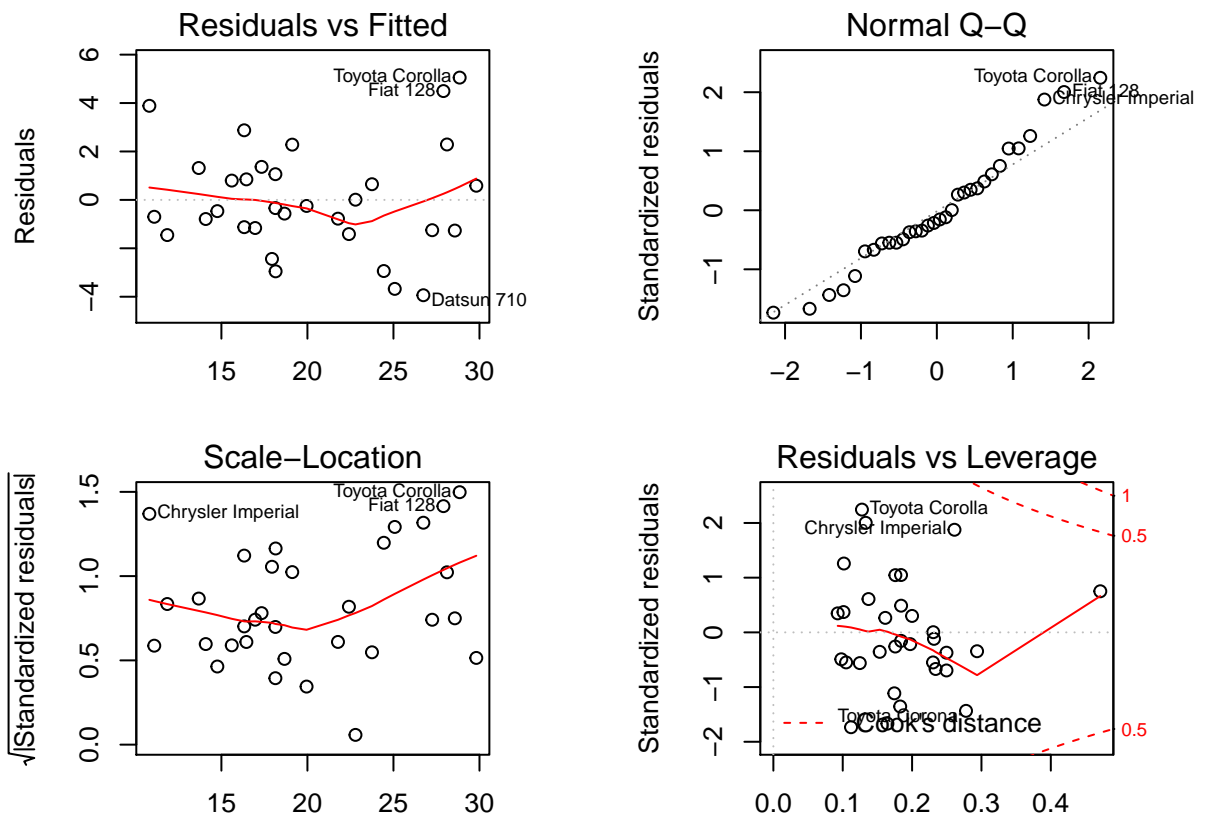 Residuals vs Fitted
Residuals
6
4
2
0
−4
Toyota Corolla
Fiat 128
Datsun 710
15
20
25
30
Normal Q−Q
Standardized residuals
2
1
0
−1
Toyota Corolla
Fiat 128
Chrysler Imperial
−2
−1
0
1
2
Scale−Location
√|Standardized residuals|
1.5
1.0
0.5
0.0
Toyota Corolla
Fiat 128
Chrysler Imperial
15
20
25
30
Residuals vs Leverage
Standardized residuals
2
1
0
−1
−2
Toyota Corolla
Chrysler Imperial
Toyota Corona
Cook's distance
1
0.5
0.5
0.0
0.1
0.2
0.3
0.4